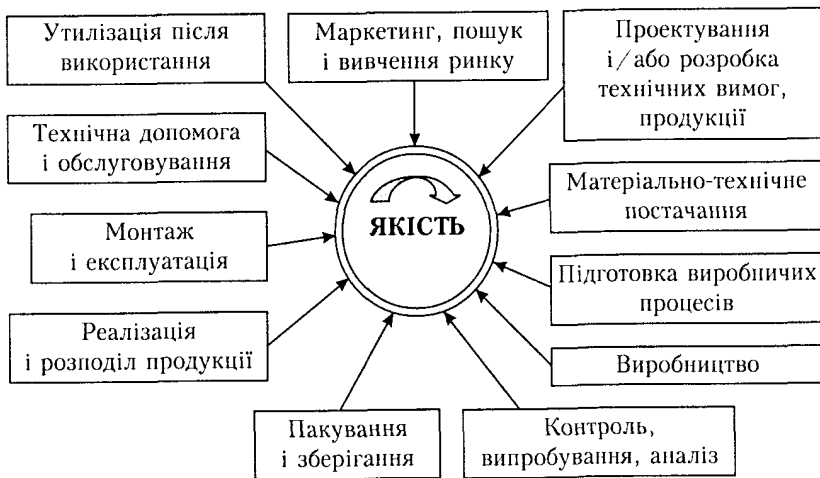 Утилізація після
використання
Маркетинг, пошук
і вивчення ринку
Проектування
і/або розробка
технічних вимог,
продукції
Технічна допомога
і обслуговування
Матеріально-технічне
постачання
ЯКІСТЬ
Монтаж
і експлуатація
Підготовка виробничих
процесів
Реалізація
і розподіл продукції
Виробництво
Пакування
і зберігання
Контроль,
випробування, аналіз